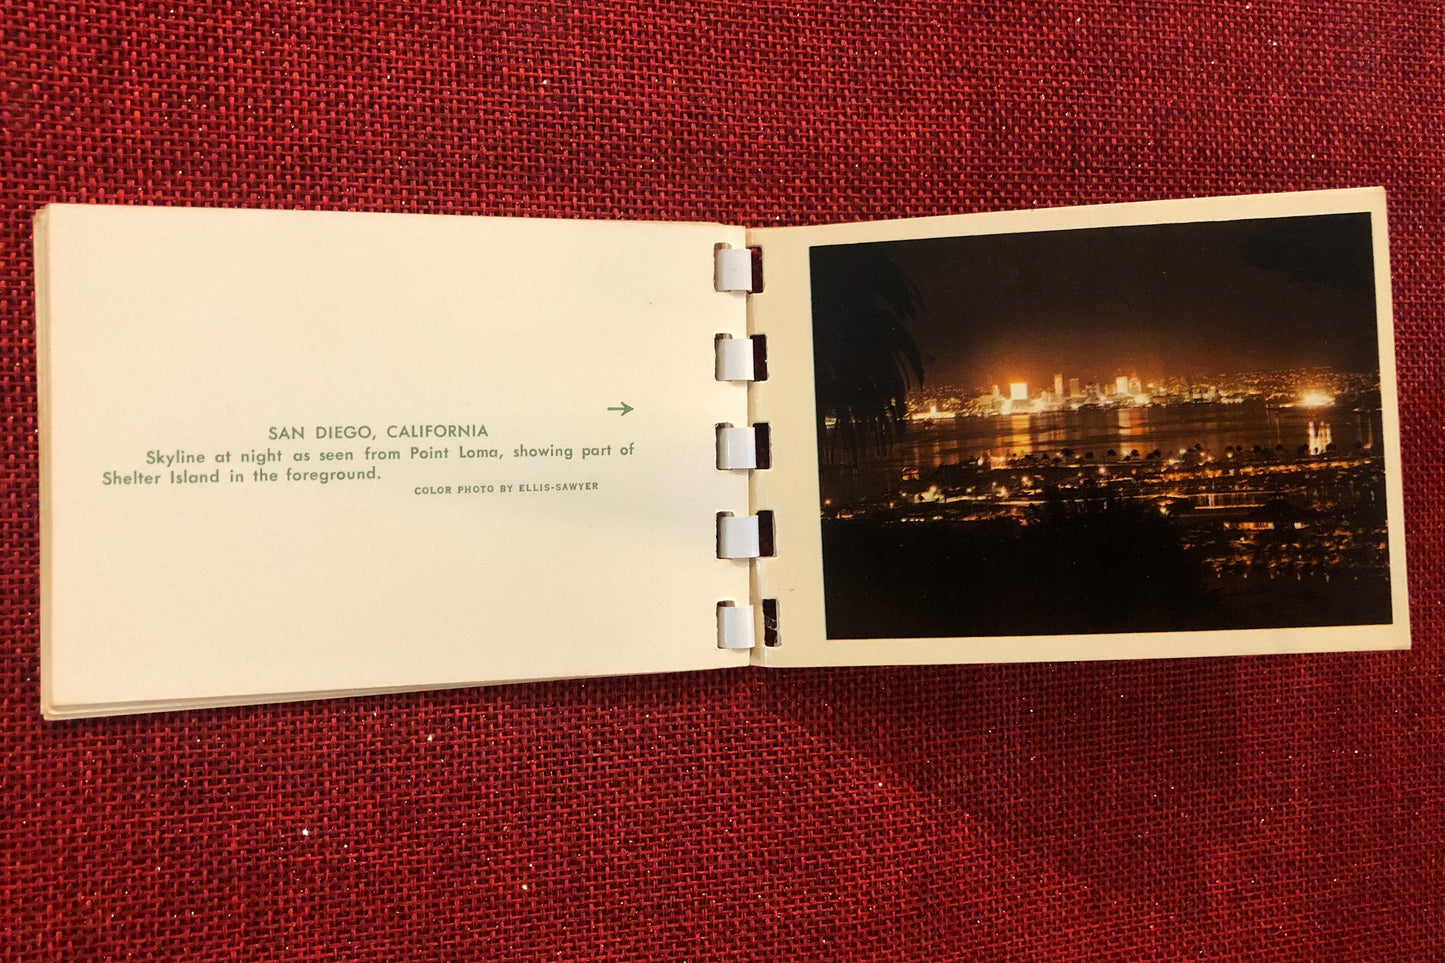 →
SAN DIEGO, CALIFORNIA
Skyline at night as seen from Point Loma, showing part of
Shelter Island in the foreground.
COLOR PHOTO BY ELLIS-SAWYER